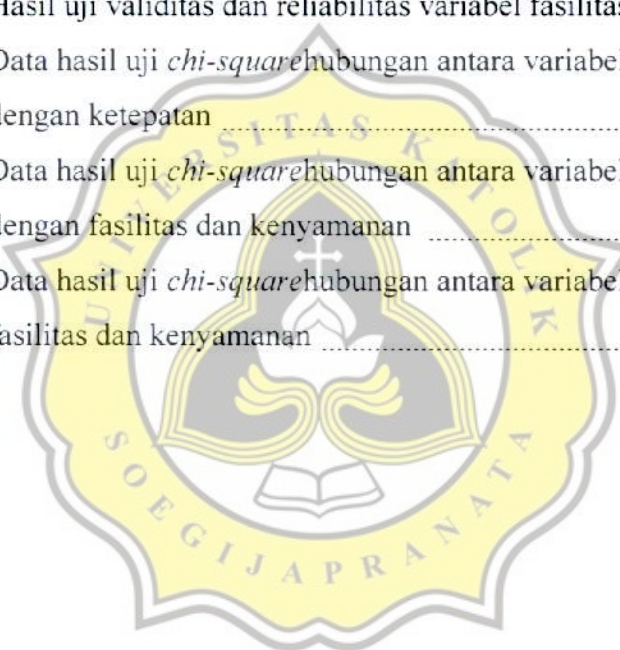 Hasil uji validitas dan reliabilitas variabel fasilitas
Data hasil uji chi-squarehubungan antara variabel
dengan ketepatan ........................................
Data hasil uji chi-squarehubungan antara variabel
dengan fasilitas dan kenyamanan ........................................
Data hasil uji chi-squarehubungan antara variabel
fasilitas dan kenyamanan ........................................
UNIVERSITAS KATOLIK
SOEGIJAPRANATA